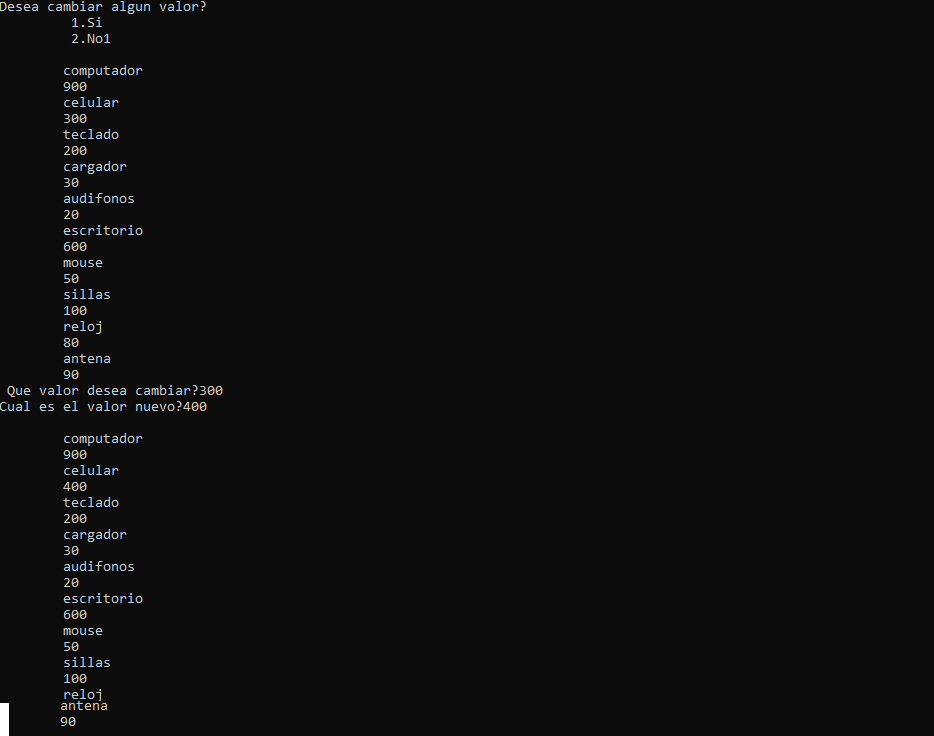 Desea cambiar algun valor?
1.Si
2.No1
computador
900
celular
300
teclado
200
cargador
30
audifonos
20
escritorio
600
mouse
50
sillas
100
reloj
80
antena
90
Que valor desea cambiar?300
Cual es el valor nuevo?400
computador
900
celular
400
teclado
200
cargador
30
audifonos
20
escritorio
600
mouse
50
sillas
100
reloj
antena
90